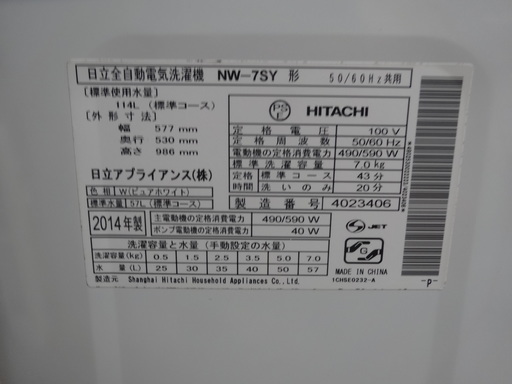 日立全自動電気洗濯機 NW-7SY 形 50/60Hz共用
〔標準使用水量〕
114L (標準コース)
〔外形寸法〕
幅 577 mm
奥行 530 mm
高さ 986 mm
日立アプライアンス(株)
色相 W(ピュアホワイト)
標準水量 57L (標準コース)
PSE HITACHI
定格電圧 100 V
定格周波数 50/60 Hz
電動機の定格消費電力 490/590 W
標準洗濯容量 7.0 kg
定格時間 標準コース 43分
洗いのみ 20分
製造番号 4023406
2014年製
主電動機の定格消費電力 490/590 W
ポンプ電動機の定格消費電力 40 W
洗濯容量と水量 (手動設定の水量)
洗濯容量(kg) 0.5 1.5 2.5 3.5 5.0 7.0
水量 (L) 25 30 35 40 50 57
製造元 Shanghai Hitachi Household Appliances Co., Ltd.
S JET
MADE IN CHINA
1CHSE0232-A
-P-